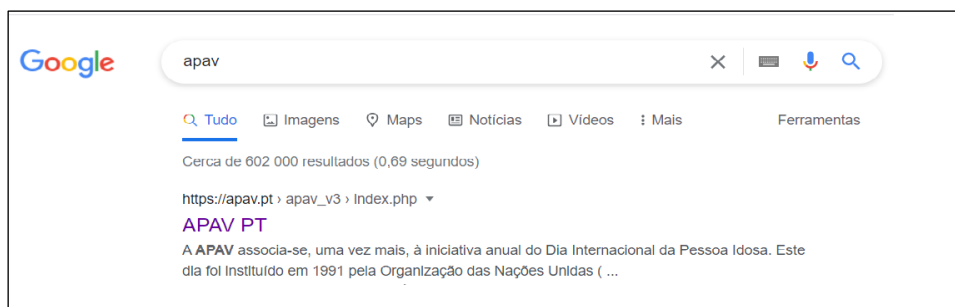 Google
apav
Tudo Imagens Maps Notícias Vídeos Mais Ferramentas
Cerca de 602 000 resultados (0,69 segundos)
https://apav.pt › apav_v3 › index.php
APAV PT
A APAV associa-se, uma vez mais, à iniciativa anual do Dia Internacional da Pessoa Idosa. Este
dia foi instituído em 1991 pela Organização das Nações Unidas ( ...